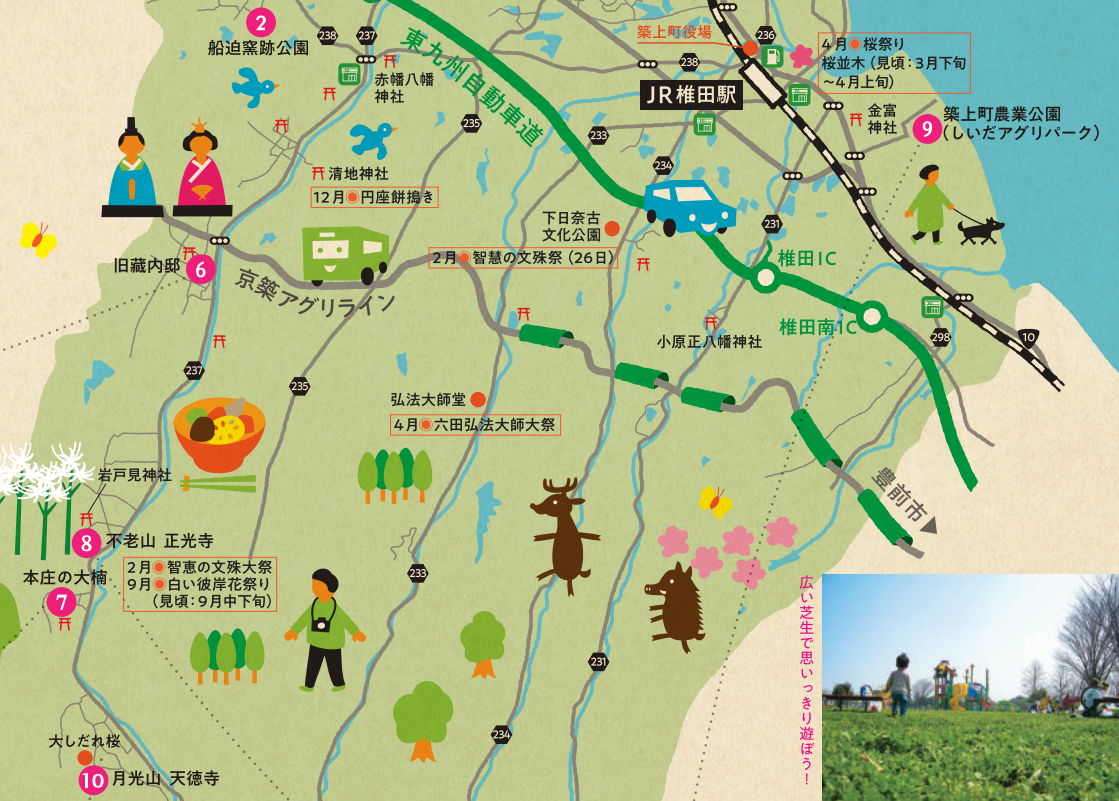 2
船迫窯跡公園
238
237
東九州自動車道
赤幡八幡
神社
235
清地神社
12月◉円座餅搗き
築上町役場
236
238
4月◉桜祭り
桜並木（見頃：3月下旬
～4月上旬）
JR椎田駅
金富
神社
9
築上町農業公園
（しいだアグリパーク）
233
234
下日奈古
文化公園
2月◉智慧の文殊祭（26日）
231
椎田IC
椎田南IC
旧藏内邸
6
京築アグリライン
小原正八幡神社
298
10
237
235
弘法大師堂
4月◉六田弘法大師大祭
岩戸見神社
8
不老山 正光寺
2月◉智恵の文殊大祭
9月◉白い彼岸花祭り
（見頃：9月中下旬）
本庄の大楠
7
豊前市
233
231
234
大しだれ桜
10
月光山 天徳寺
広い芝生で思いっきり遊ぼう！